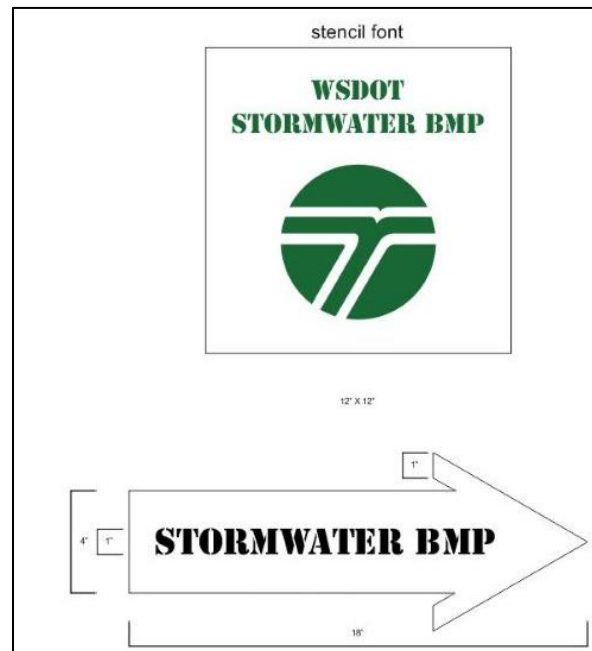 stencil font
WSDOT
STORMWATER BMP
12" X 12"
1"
4"
1"
STORMWATER BMP
18"